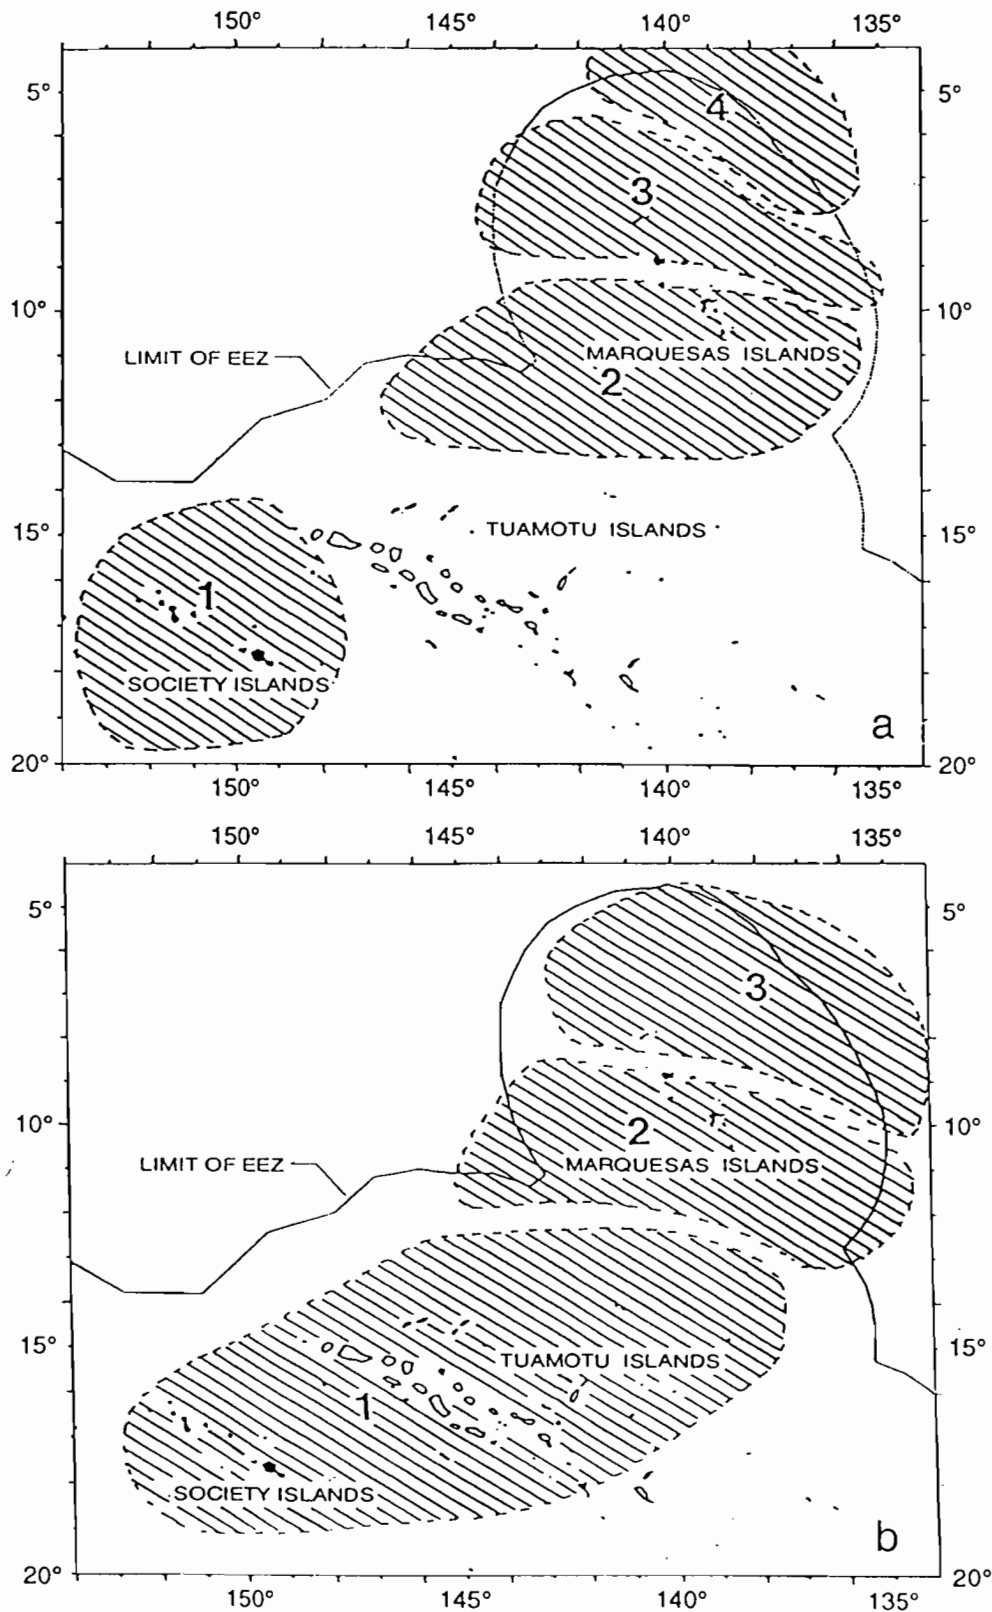 150° 145° 140° 135°
5° 4 5°
3
10° 10°
LIMIT OF EEZ MARQUESAS ISLANDS
2
15° TUAMOTU ISLANDS 15°
1
SOCIETY ISLANDS
a
20° 20°
150° 145° 140° 135°
150° 145° 140° 135°
5° 5°
3
10° 2 10°
LIMIT OF EEZ MARQUESAS ISLANDS
15° 15°
TUAMOTU ISLANDS
1
SOCIETY ISLANDS
b
20° 20°
150° 145° 140° 135°